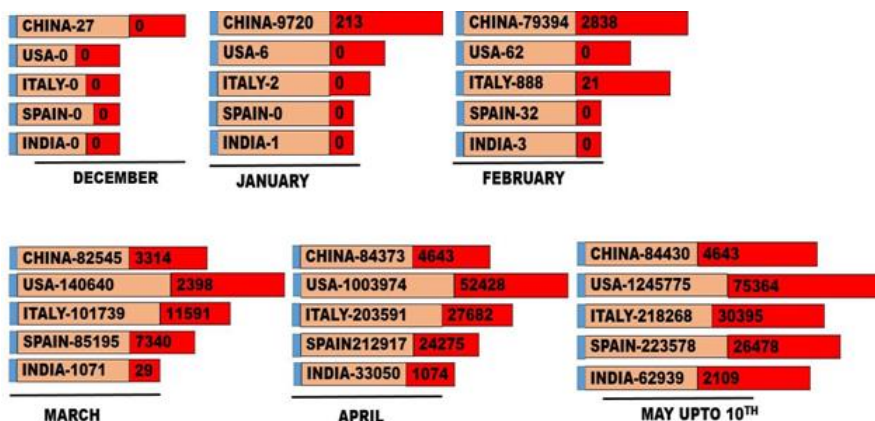 CHINA-27 0
USA-0 0
ITALY-0 0
SPAIN-0 0
INDIA-0 0
DECEMBER
CHINA-9720 213
USA-6 0
ITALY-2 0
SPAIN-0 0
INDIA-1 0
JANUARY
CHINA-79394 2838
USA-62 0
ITALY-888 21
SPAIN-32 0
INDIA-3 0
FEBRUARY
CHINA-82545 3314
USA-140640 2398
ITALY-101739 11591
SPAIN-85195 7340
INDIA-1071 29
MARCH
CHINA-84373 4643
USA-1003974 52428
ITALY-203591 27682
SPAIN212917 24275
INDIA-33050 1074
APRIL
CHINA-84430 4643
USA-1245775 75364
ITALY-218268 30395
SPAIN-223578 26478
INDIA-62939 2109
MAY UPTO 10TH